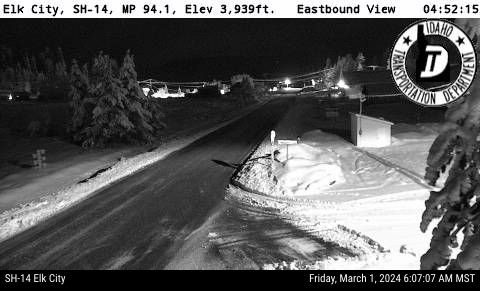 Elk City, SH-14, MP 94.1, Elev 3,939ft. Eastbound View 04:52:15
IDAHO
TRANSPORTATION DEPARTMENT
SH-14 Elk City Friday, March 1, 2024 6:07:07 AM MST